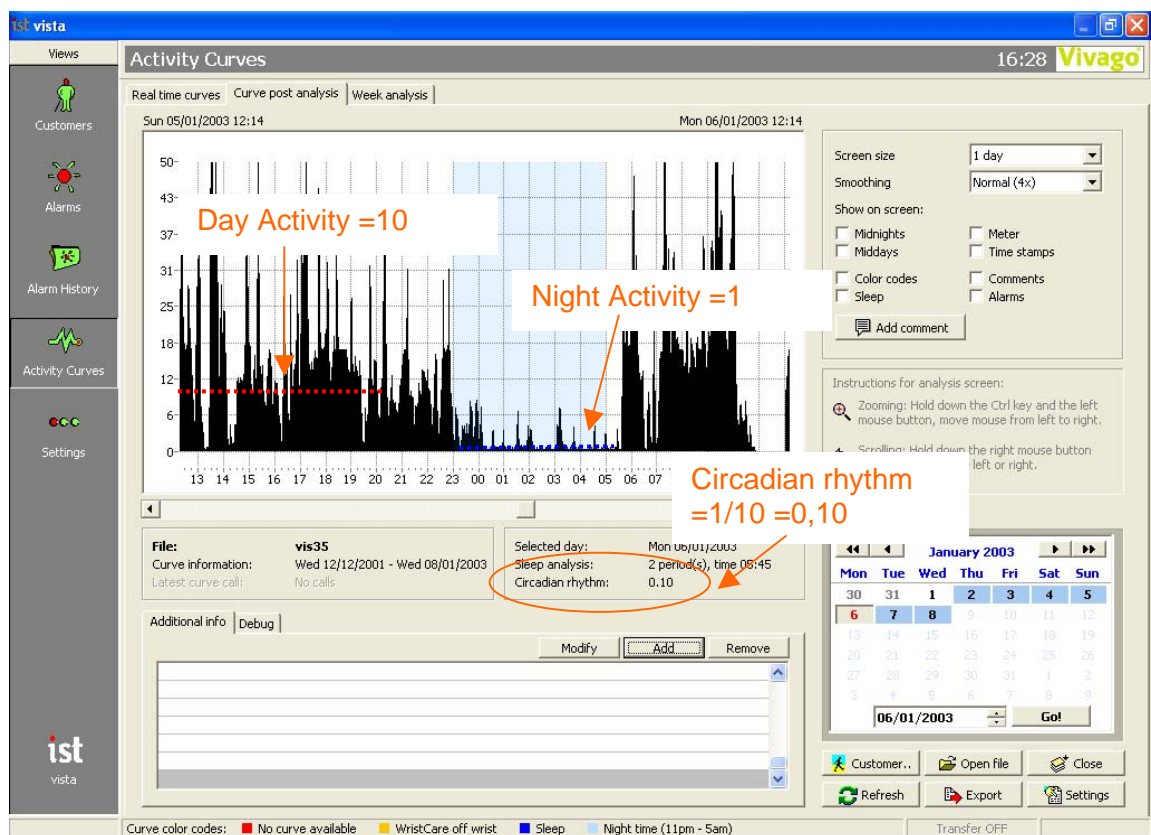 ist vista
Views
Activity Curves
16:28 Vivago
Customers
Alarms
Alarm History
Activity Curves
Settings
ist
vista
Real time curves
Curve post analysis
Week analysis
Sun 05/01/2003 12:14
Mon 06/01/2003 12:14
50
43
37
31
25
18
12
6
0
Day Activity =10
Night Activity =1
13 14 15 16 17 18 19 20 21 22 23 00 01 02 03 04 05 06 07
Circadian rhythm
=1/10 =0,10
Screen size
1 day
Smoothing
Normal (4x)
Show on screen:
Midnights
Meter
Middays
Time stamps
Color codes
Comments
Sleep
Alarms
Add comment
Instructions for analysis screen:
Zooming: Hold down the Ctrl key and the left
mouse button, move mouse from left to right.
Scrolling: Hold down the right mouse button
left or right.
File:
vis35
Curve information:
Wed 12/12/2001 - Wed 08/01/2003
Latest curve call:
No calls
Selected day:
Mon 06/01/2003
Sleep analysis:
2 period(s), time 05:45
Circadian rhythm:
0.10
Additional info
Debug
Modify
Add
Remove
January 2003
Mon Tue Wed Thu Fri Sat Sun
30 31 1 2 3 4 5
6 7 8 9 10 11 12
13 14 15 16 17 18 19
20 21 22 23 24 25 26
27 28 29 30 31 1 2
3 4 5 6 7 8 9
06/01/2003
Go!
Customer..
Open file
Close
Refresh
Export
Settings
Curve color codes:
No curve available
WristCare off wrist
Sleep
Night time (11pm - 5am)
Transfer OFF